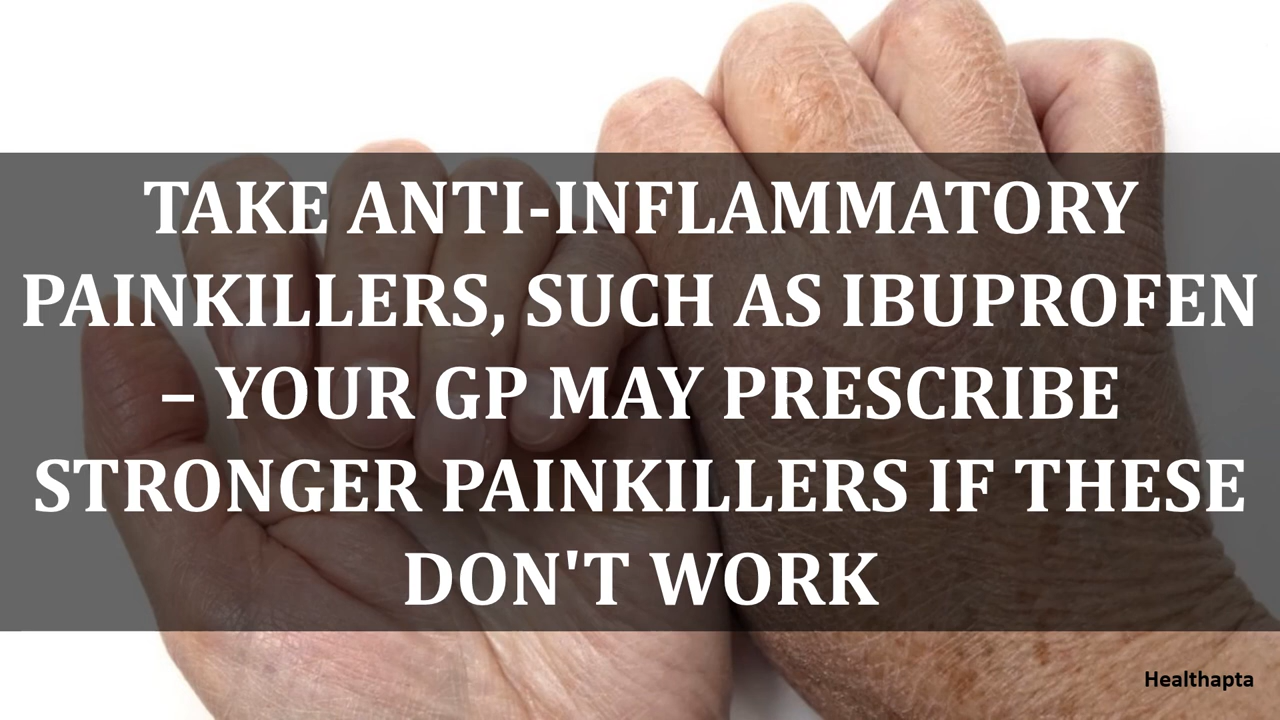 TAKE ANTI-INFLAMMATORY
PAINKILLERS, SUCH AS IBUPROFEN
– YOUR GP MAY PRESCRIBE
STRONGER PAINKILLERS IF THESE
DON'T WORK
Healthapta